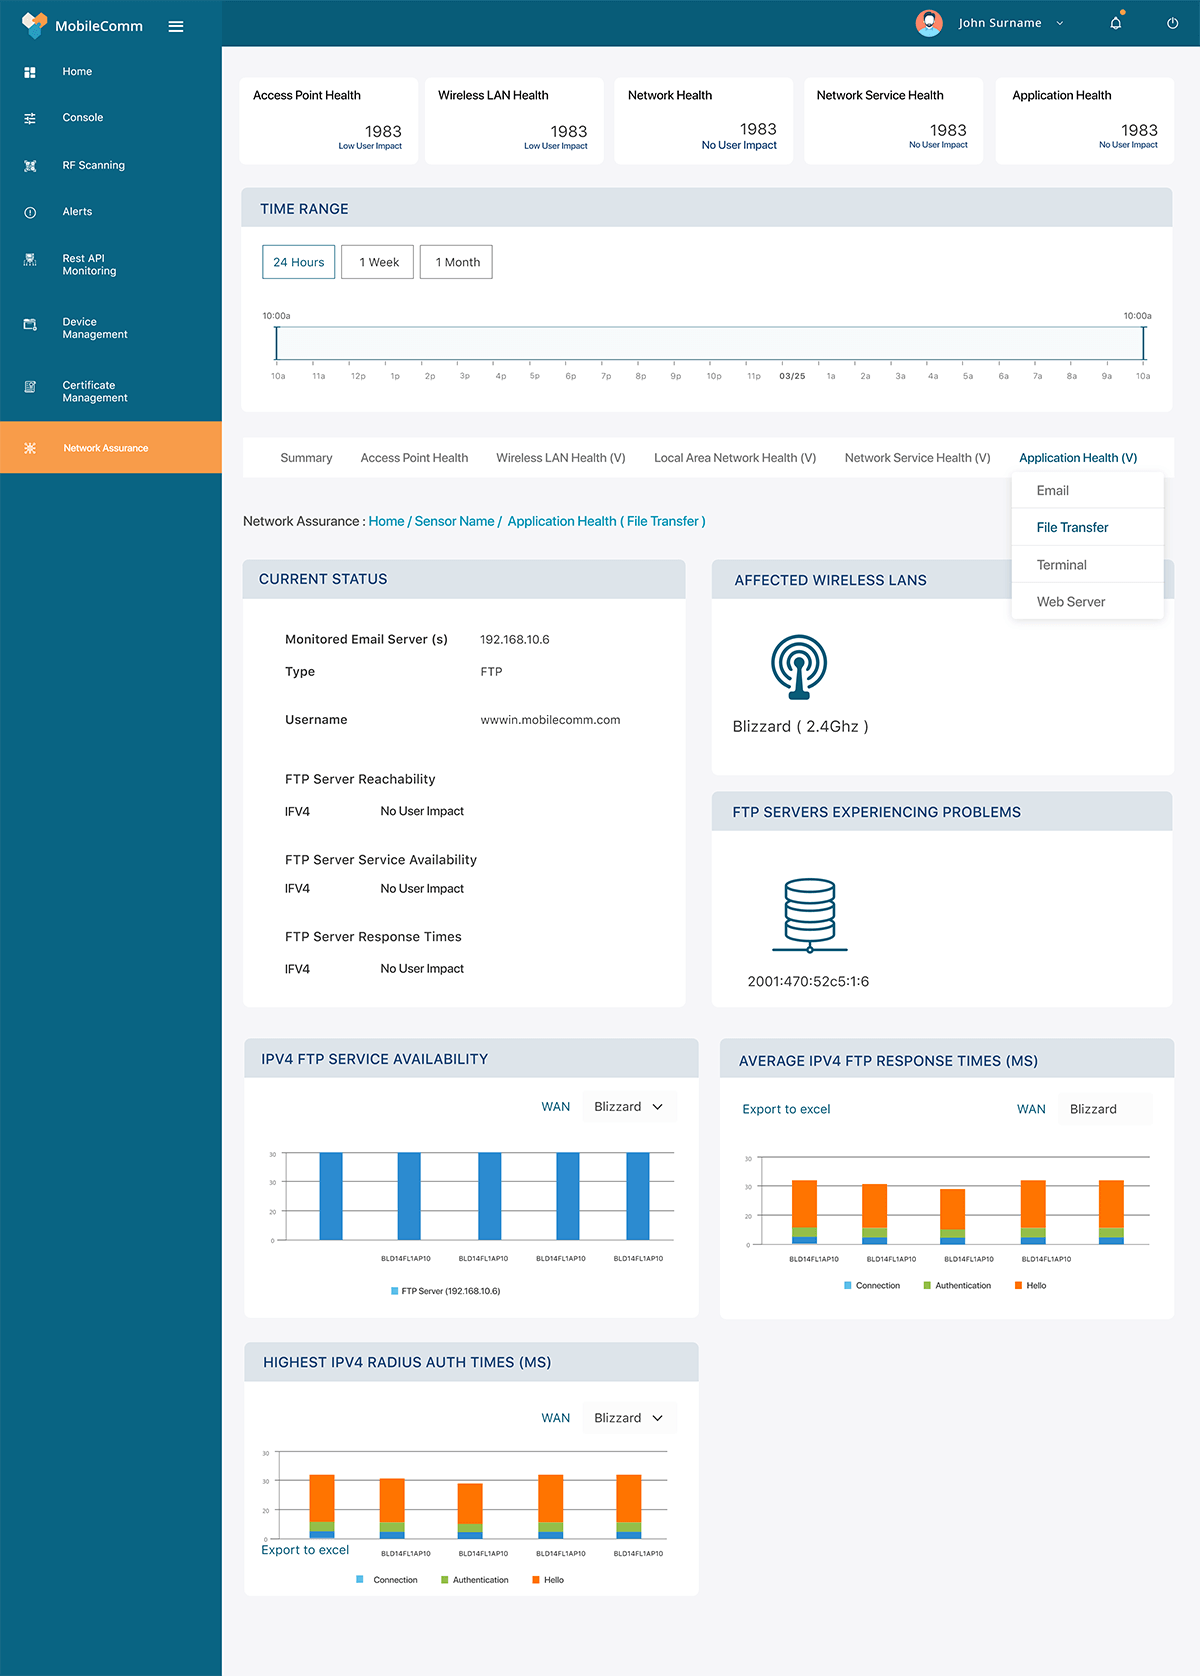 MobileComm
John Surname
Home
Console
RF Scanning
Alerts
Rest API
Monitoring
Device
Management
Certificate
Management
Network Assurance
Access Point Health
1983
Low User Impact
Wireless LAN Health
1983
Low User Impact
Network Health
1983
No User Impact
Network Service Health
1983
No User Impact
Application Health
1983
No User Impact
TIME RANGE
24 Hours
1 Week
1 Month
10:00a
10:00a
10a 11a 12p 1p 2p 3p 4p 5p 6p 7p 8p 9p 10p 11p 03/25 1a 2a 3a 4a 5a 6a 7a 8a 9a 10a
Summary
Access Point Health
Wireless LAN Health (V)
Local Area Network Health (V)
Network Service Health (V)
Application Health (V)
Email
File Transfer
Terminal
Web Server
Network Assurance : Home / Sensor Name / Application Health ( File Transfer )
CURRENT STATUS
Monitored Email Server (s) 192.168.10.6
Type FTP
Username wwwin.mobilecomm.com
FTP Server Reachability
IFV4 No User Impact
FTP Server Service Availability
IFV4 No User Impact
FTP Server Response Times
IFV4 No User Impact
AFFECTED WIRELESS LANS
Blizzard ( 2.4Ghz )
FTP SERVERS EXPERIENCING PROBLEMS
2001:470:52c5:1:6
IPV4 FTP SERVICE AVAILABILITY
WAN Blizzard
30
30
20
0
BLD14FL1AP10 BLD14FL1AP10 BLD14FL1AP10 BLD14FL1AP10
FTP Server (192.168.10.6)
AVERAGE IPV4 FTP RESPONSE TIMES (MS)
Export to excel WAN Blizzard
30
30
20
0
BLD14FL1AP10 BLD14FL1AP10 BLD14FL1AP10 BLD14FL1AP10
Connection Authentication Hello
HIGHEST IPV4 RADIUS AUTH TIMES (MS)
WAN Blizzard
30
30
20
0
Export to excel
BLD14FL1AP10 BLD14FL1AP10 BLD14FL1AP10 BLD14FL1AP10
Connection Authentication Hello